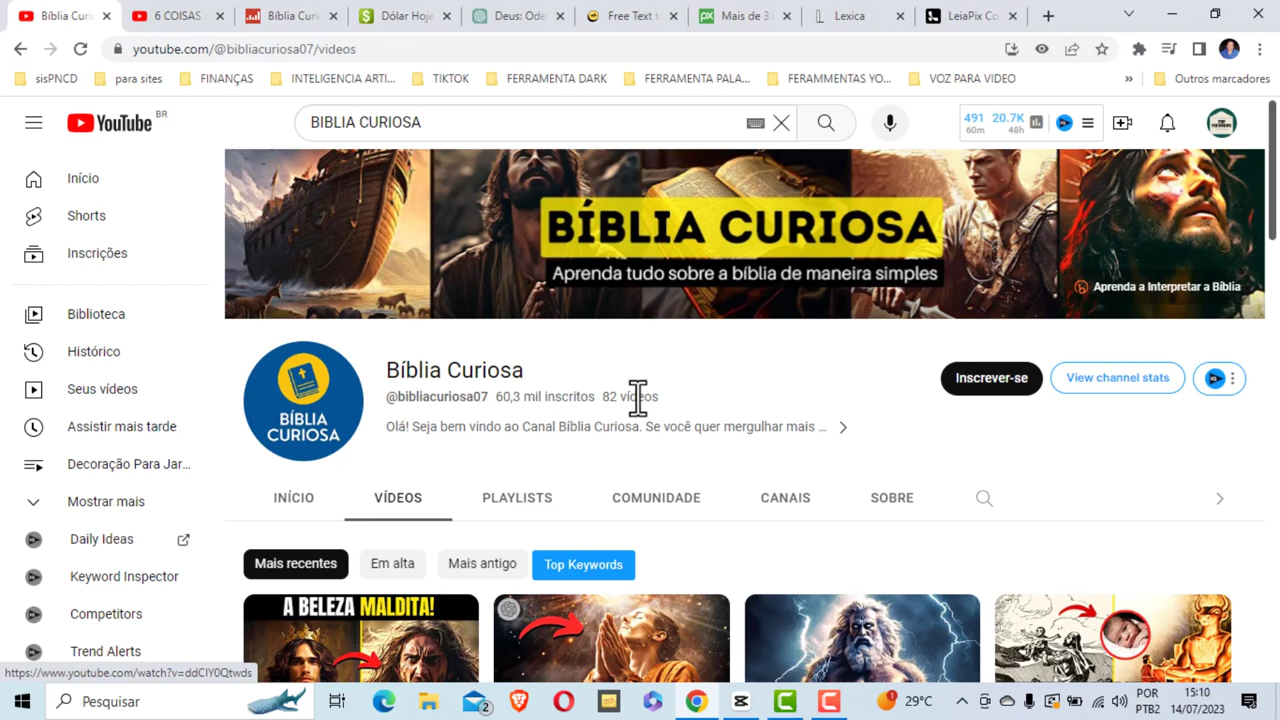 Bíblia Curi
6 COISAS (
Bíblia Curi
Dólar Hoje
Deus: Ode
Free Text t
Mais de 3
Lexica
LeiaPix Co
youtube.com/@bibliacuriosa07/videos
sisPNCD
para sites
FINANÇAS
INTELIGENCIA ARTI...
TIKTOK
FERRAMENTA DARK
FERRAMENTA PALA...
FERAMMENTAS YO...
VOZ PARA VIDEO
»
Outros marcadores
YouTube BR
BIBLIA CURIOSA
491 20.7K
60m 48h
Início
Shorts
Inscrições
Biblioteca
Histórico
Seus vídeos
Assistir mais tarde
Decoração Para Jar...
Mostrar mais
Daily Ideas
Keyword Inspector
Competitors
Trend Alerts
BÍBLIA CURIOSA
Aprenda tudo sobre a bíblia de maneira simples
Aprenda a Interpretar a Bíblia
BÍBLIA
CURIOSA
Bíblia Curiosa
@bibliacuriosa07 60,3 mil inscritos 82 vídeos
Olá! Seja bem vindo ao Canal Bíblia Curiosa. Se você quer mergulhar mais ...
Inscrever-se
View channel stats
INÍCIO
VÍDEOS
PLAYLISTS
COMUNIDADE
CANAIS
SOBRE
Mais recentes
Em alta
Mais antigo
Top Keywords
A BELEZA MALDITA!
https://www.youtube.com/watch?v=ddCIY0Qtwds
Pesquisar
2
29°C
POR
PTB2
15:10
14/07/2023